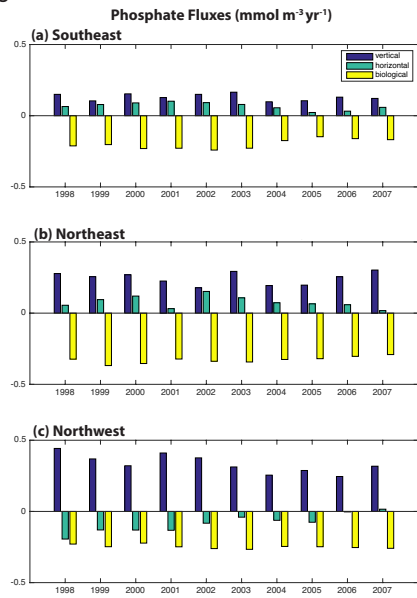 Phosphate Fluxes (mmol m⁻³ yr⁻¹)
(a) Southeast
0.5
vertical
horizontal
biological
0
-0.5
1998 1999 2000 2001 2002 2003 2004 2005 2006 2007
(b) Northeast
0.5
0
-0.5
1998 1999 2000 2001 2002 2003 2004 2005 2006 2007
(c) Northwest
0.5
0
-0.5
1998 1999 2000 2001 2002 2003 2004 2005 2006 2007